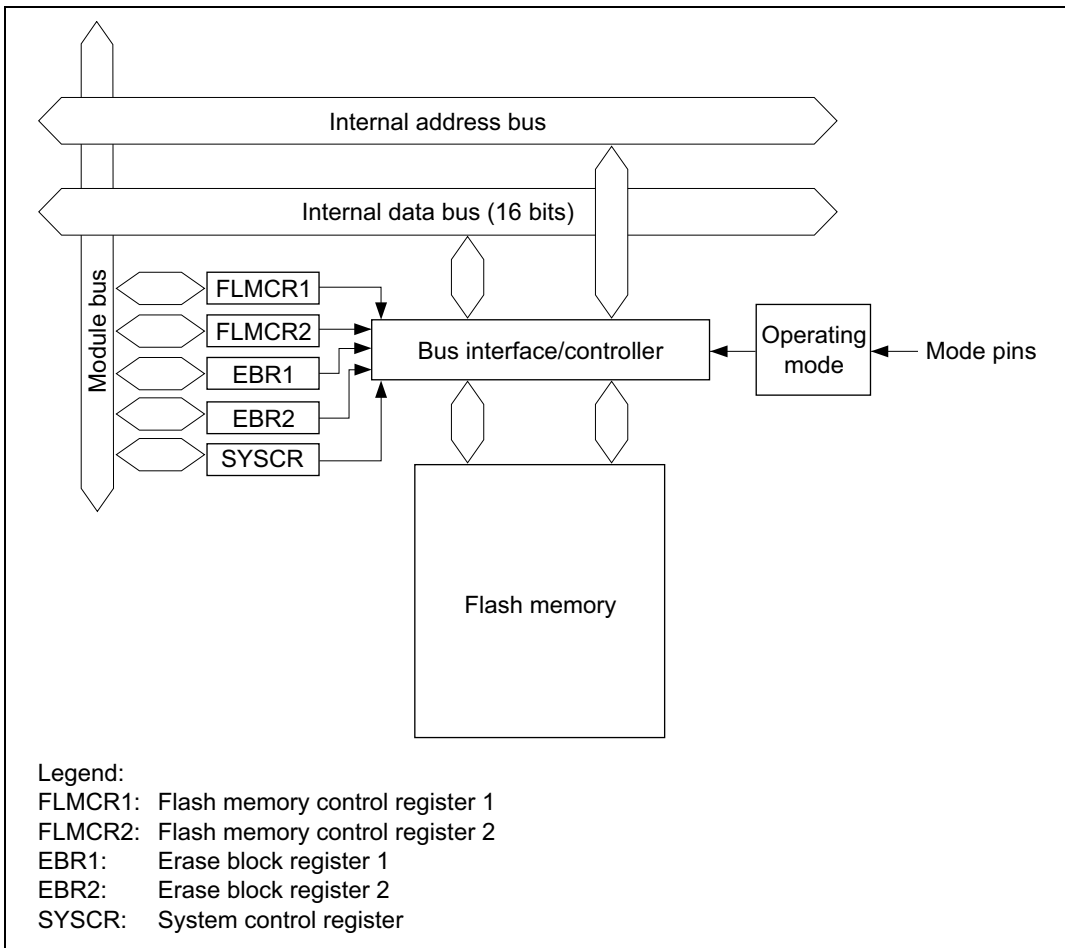 Internal address bus
Internal data bus (16 bits)
Module bus
FLMCR1
FLMCR2
EBR1
EBR2
SYSCR
Bus interface/controller
Operating
mode
Mode pins
Flash memory
Legend:
FLMCR1: Flash memory control register 1
FLMCR2: Flash memory control register 2
EBR1: Erase block register 1
EBR2: Erase block register 2
SYSCR: System control register